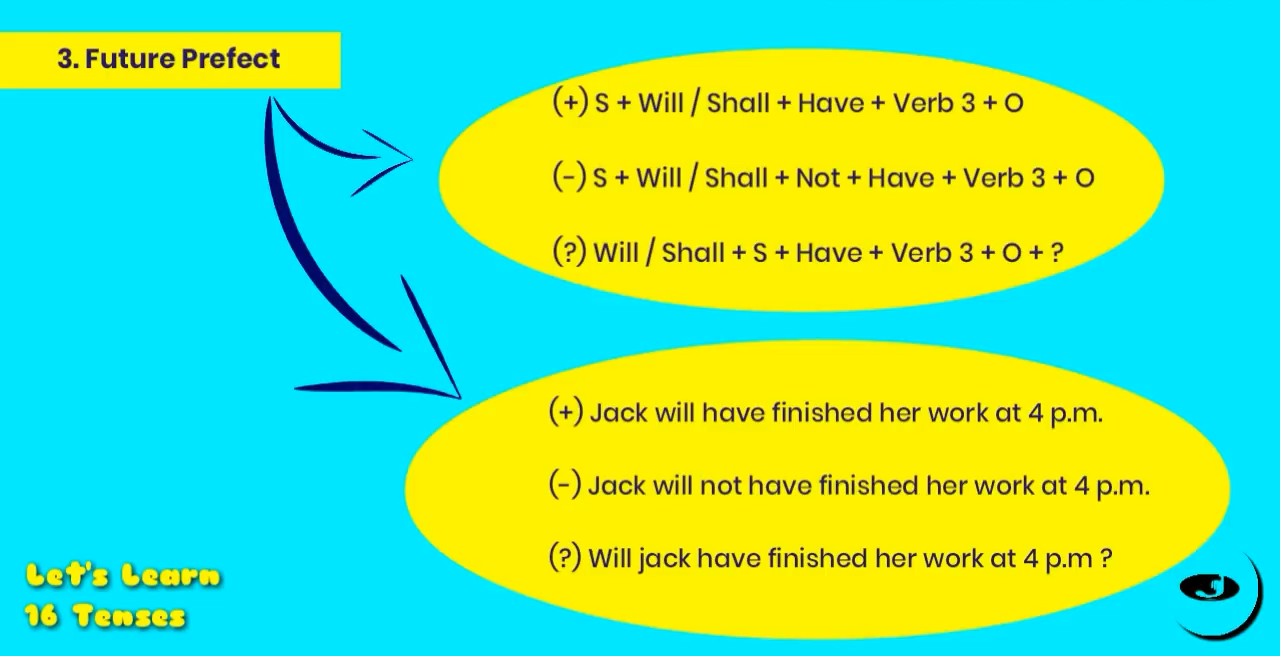 3. Future Prefect
(+) S + Will / Shall + Have + Verb 3 + O
(-) S + Will / Shall + Not + Have + Verb 3 + O
(?) Will / Shall + S + Have + Verb 3 + O + ?
(+) Jack will have finished her work at 4 p.m.
(-) Jack will not have finished her work at 4 p.m.
(?) Will jack have finished her work at 4 p.m ?
Let's Learn
16 Tenses
J